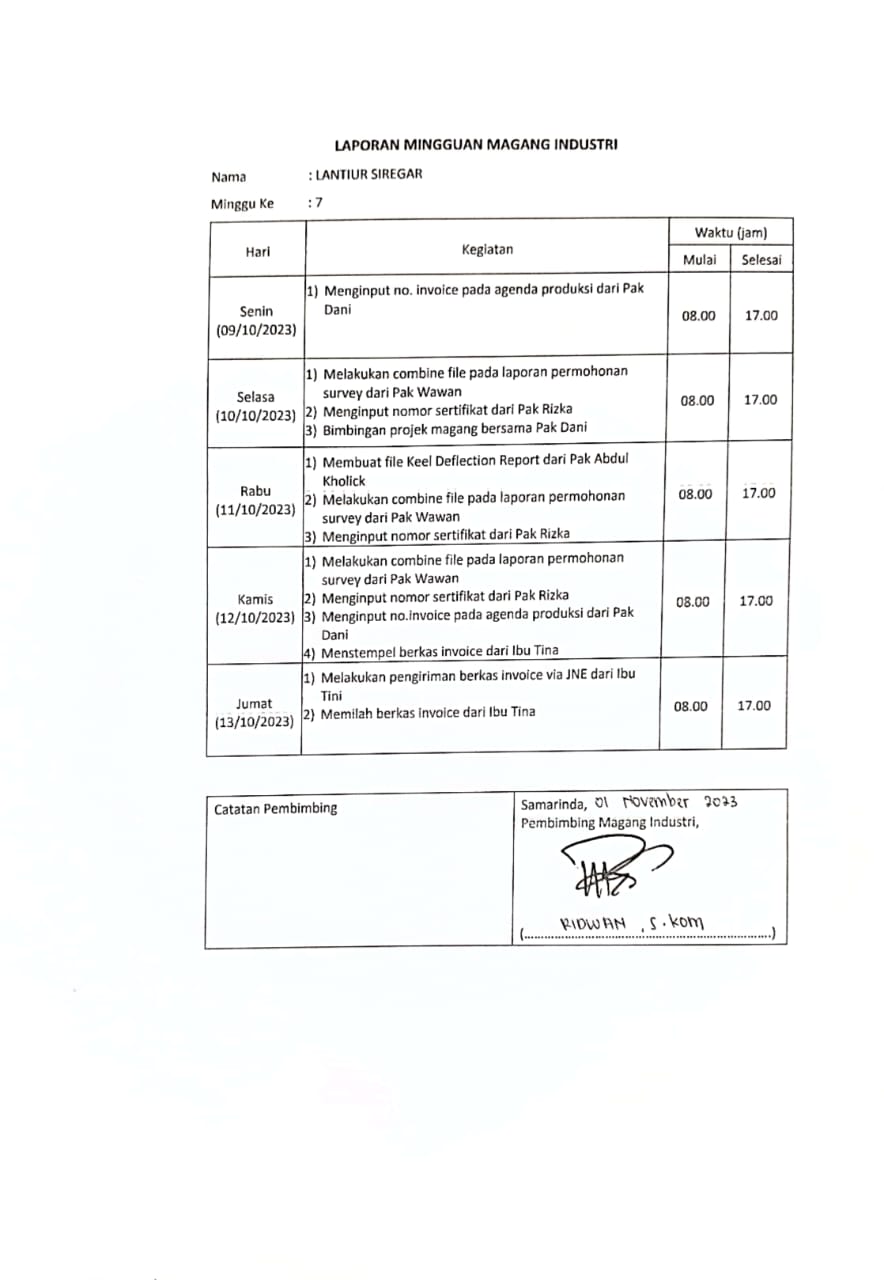 LAPORAN MINGGUAN MAGANG INDUSTRI
Nama : LANTIUR SIREGAR
Minggu Ke : 7
Hari Kegiatan Waktu (jam)
Mulai Selesai
Senin
(09/10/2023)
1) Menginput no. invoice pada agenda produksi dari Pak
Dani
08.00 17.00
Selasa
(10/10/2023)
1) Melakukan combine file pada laporan permohonan
survey dari Pak Wawan
2) Menginput nomor sertifikat dari Pak Rizka
3) Bimbingan projek magang bersama Pak Dani
08.00 17.00
Rabu
(11/10/2023)
1) Membuat file Keel Deflection Report dari Pak Abdul
Kholick
2) Melakukan combine file pada laporan permohonan
survey dari Pak Wawan
3) Menginput nomor sertifikat dari Pak Rizka
08.00 17.00
Kamis
(12/10/2023)
1) Melakukan combine file pada laporan permohonan
survey dari Pak Wawan
2) Menginput nomor sertifikat dari Pak Rizka
3) Menginput no.invoice pada agenda produksi dari Pak
Dani
4) Menstempel berkas invoice dari Ibu Tina
08.00 17.00
Jumat
(13/10/2023)
1) Melakukan pengiriman berkas invoice via JNE dari Ibu
Tini
2) Memilah berkas invoice dari Ibu Tina
08.00 17.00
Catatan Pembimbing
Samarinda, 01 November 2023
Pembimbing Magang Industri,
(RIDWAN, S.KOM)